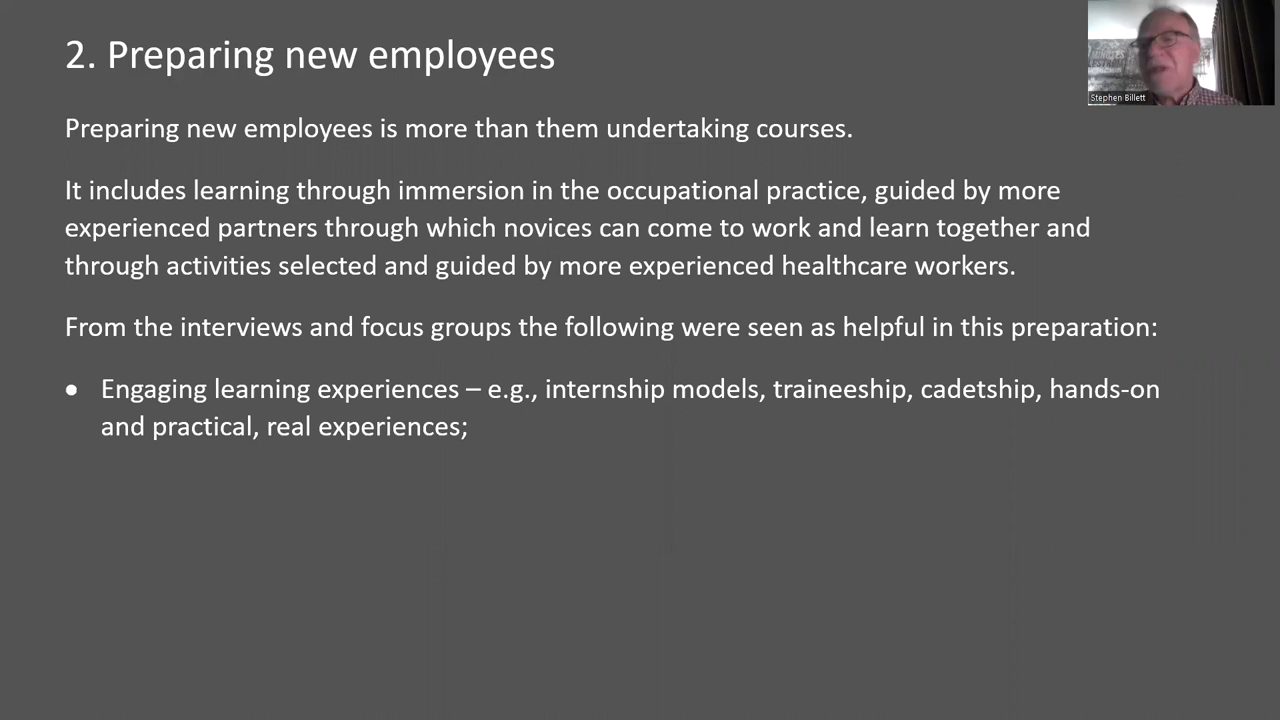 2. Preparing new employees
Stephen Billett
Preparing new employees is more than them undertaking courses.
It includes learning through immersion in the occupational practice, guided by more
experienced partners through which novices can come to work and learn together and
through activities selected and guided by more experienced healthcare workers.
From the interviews and focus groups the following were seen as helpful in this preparation:
● Engaging learning experiences – e.g., internship models, traineeship, cadetship, hands-on
and practical, real experiences;